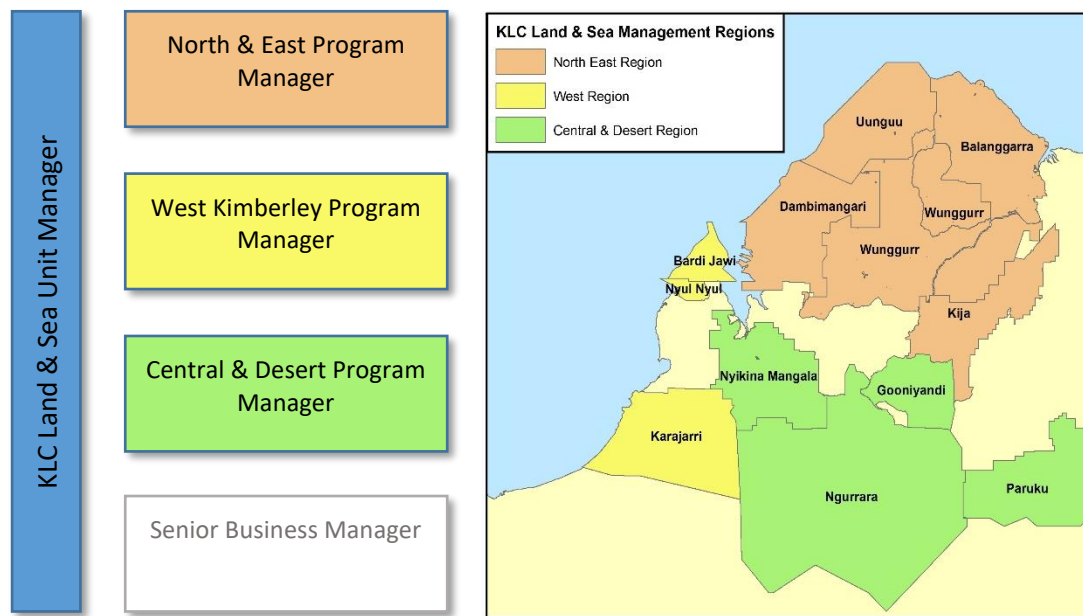 KLC Land & Sea Unit Manager
North & East Program
Manager
West Kimberley Program
Manager
Central & Desert Program
Manager
Senior Business Manager
KLC Land & Sea Management Regions
North East Region
West Region
Central & Desert Region
Uunguu
Balanggarra
Dambimangari
Wunggurr
Wunggurr
Bardi Jawi
Nyul Nyul
Kija
Nyikina Mangala
Gooniyandi
Karajarri
Ngurrara
Paruku